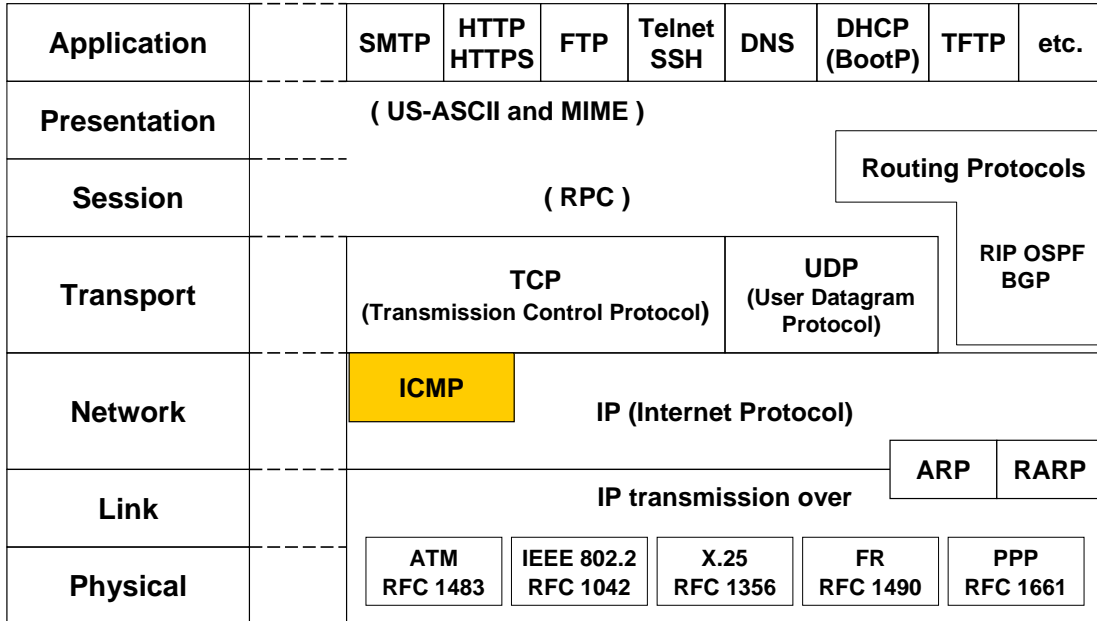 Application
SMTP
HTTP
HTTPS
FTP
Telnet
SSH
DNS
DHCP
(BootP)
TFTP
etc.
Presentation
( US-ASCII and MIME )
Routing Protocols
Session
( RPC )
RIP OSPF
BGP
Transport
TCP
(Transmission Control Protocol)
UDP
(User Datagram
Protocol)
ICMP
Network
IP (Internet Protocol)
ARP
RARP
Link
IP transmission over
Physical
ATM
RFC 1483
IEEE 802.2
RFC 1042
X.25
RFC 1356
FR
RFC 1490
PPP
RFC 1661